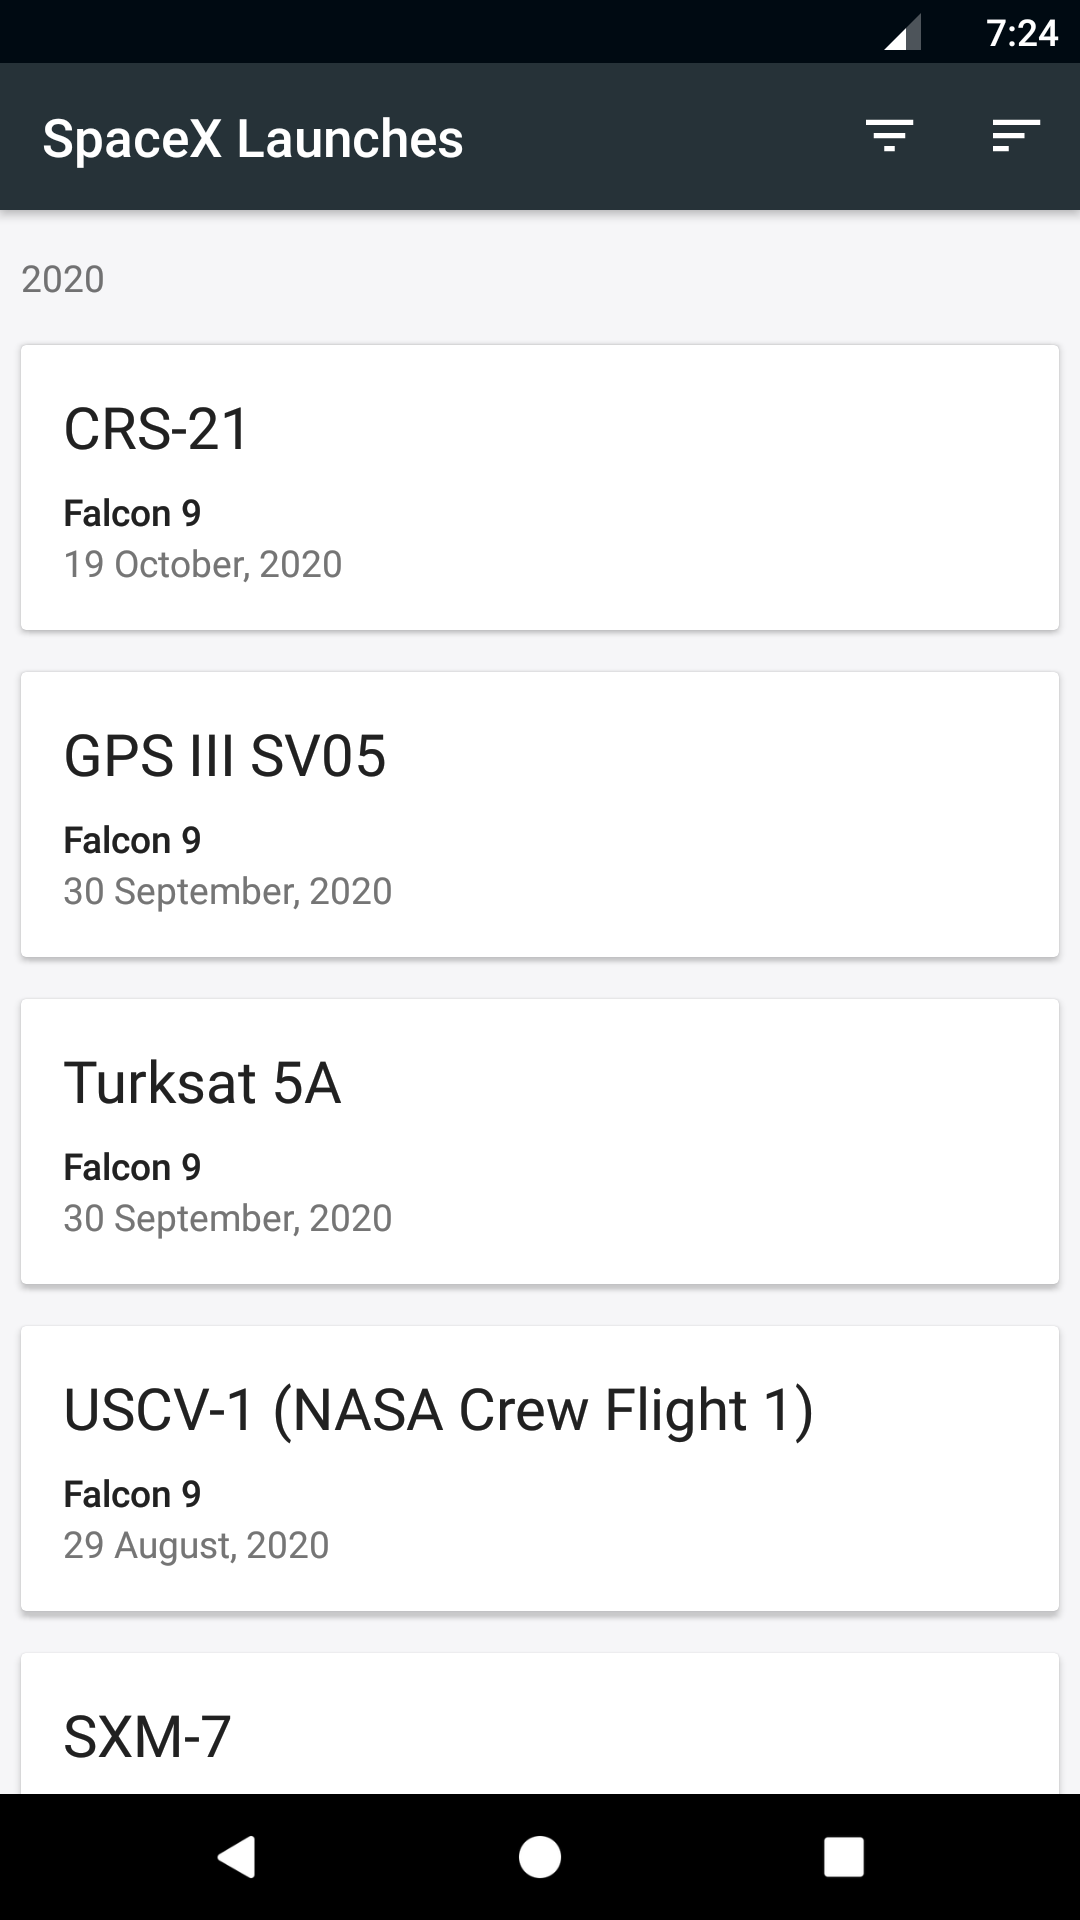 7:24
SpaceX Launches
2020
CRS-21
Falcon 9
19 October, 2020
GPS III SV05
Falcon 9
30 September, 2020
Turksat 5A
Falcon 9
30 September, 2020
USCV-1 (NASA Crew Flight 1)
Falcon 9
29 August, 2020
SXM-7